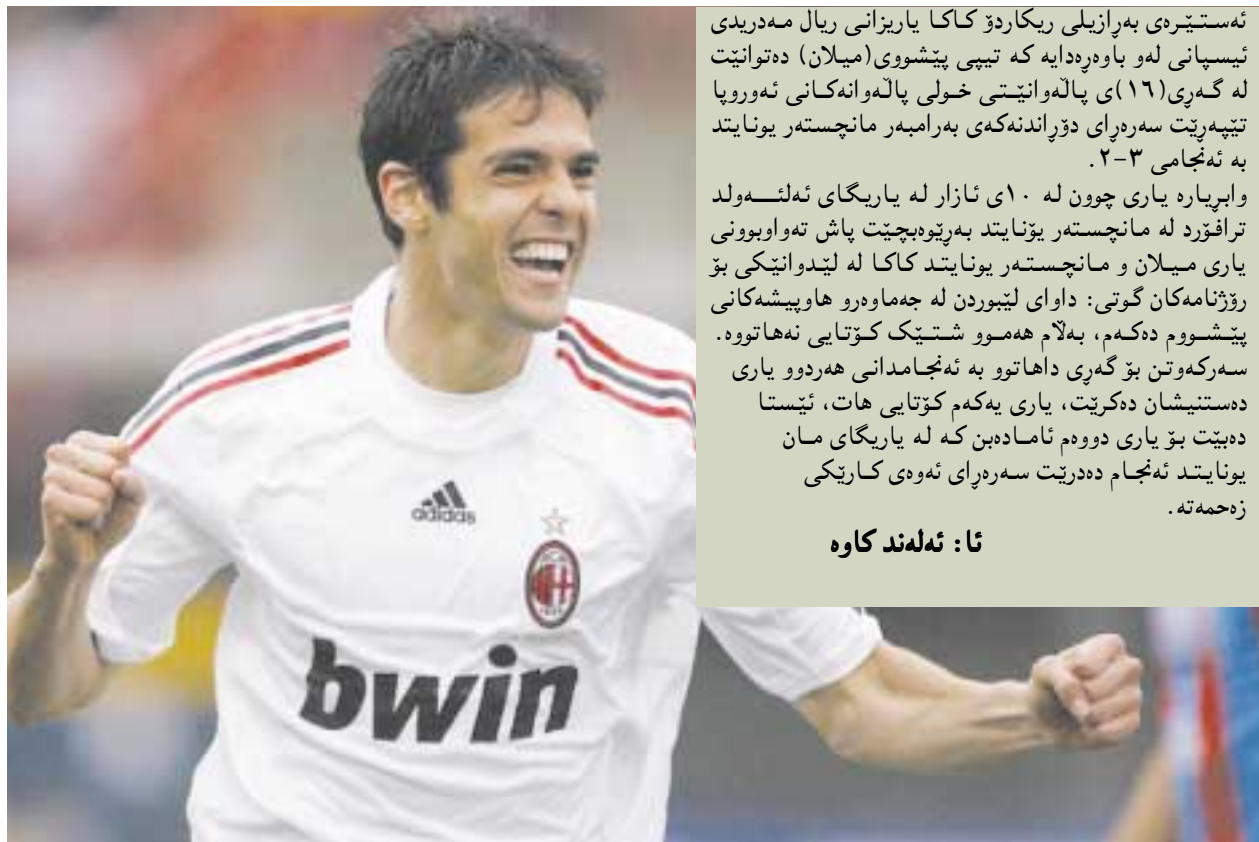 ئەستێرەی بەرازیلی ریکاردۆ کاکا یاریزانی ریال مەدریدی
ئیسپانی لەو باوەڕەدایە کە تیپی پێشووی(میلان) دەتوانێت
لە گەڕی(١٦)ی پاڵەوانێتی خولی پاڵەوانەکانی ئەوروپا
تێپەڕێت سەرەڕای دۆڕاندنەکەی بەرامبەر مانچستەر یونایتد
بە ئەنجامی ٣-٢.
وابڕیارە یاری چوون لە ١٠ی ئازار لە یاریگای ئەلئــەولد
ترافۆرد لە مانچستەر یۆنایتد بەڕێوەبچێت پاش تەواوبوونی
یاری میلان و مانچستەر یونایتد کاکا لە لێدوانێکی بۆ
رۆژنامەکان گوتی: داوای لێبوردن لە جەماوەرو هاوپیشەکانی
پێشووم دەکەم، بەڵام هەموو شتێک کۆتایی نەهاتووە.
سەرکەوتن بۆ گەڕی داهاتوو بە ئەنجامدانی هەردوو یاری
دەستنیشان دەکرێت، یاری یەکەم کۆتایی هات، ئێستا
دەبێت بۆ یاری دووەم ئامادەبن کە لە یاریگای مان
یونایتد ئەنجام دەدرێت سەرەڕای ئەوەی کارێکی
زەحمەتە.
ئا: ئەلەند کاوە
adidas
bwin